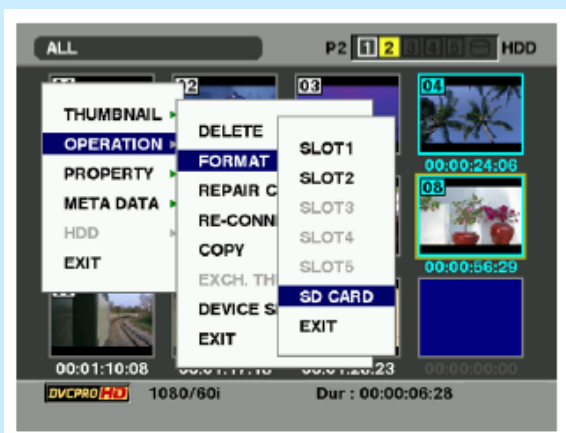 ALL
P2 1 2 3 4 5 HDD
02
03
04
THUMBNAIL
OPERATION
PROPERTY
META DATA
HDD
EXIT
DELETE
FORMAT
REPAIR C
RE-CONN
COPY
EXCH. TH
DEVICE S
EXIT
SLOT1
SLOT2
SLOT3
SLOT4
SLOT5
SD CARD
EXIT
00:00:24:06
08
00:00:56:29
00:01:10:08
00:00:00:00
DVCPRO HD 1080/60i Dur : 00:00:06:28